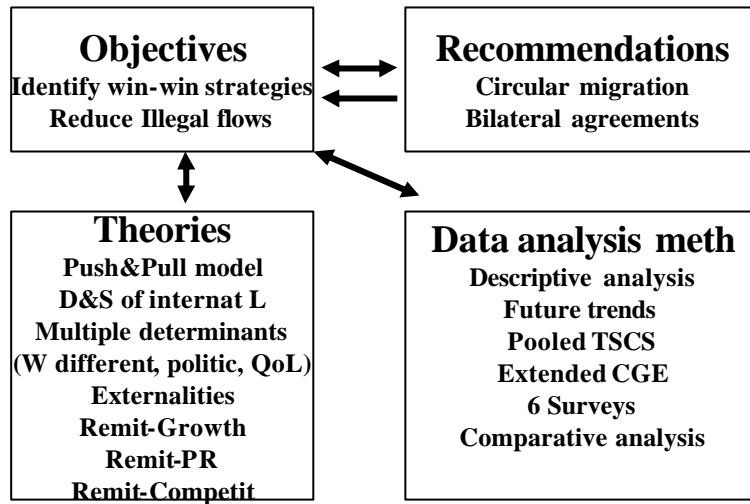 Objectives
Identify win-win strategies
Reduce Illegal flows
Recommendations
Circular migration
Bilateral agreements
Theories
Push&Pull model
D&S of internat L
Multiple determinants
(W different, politic, QoL)
Externalities
Remit-Growth
Remit-PR
Remit-Competit
Data analysis meth
Descriptive analysis
Future trends
Pooled TSCS
Extended CGE
6 Surveys
Comparative analysis